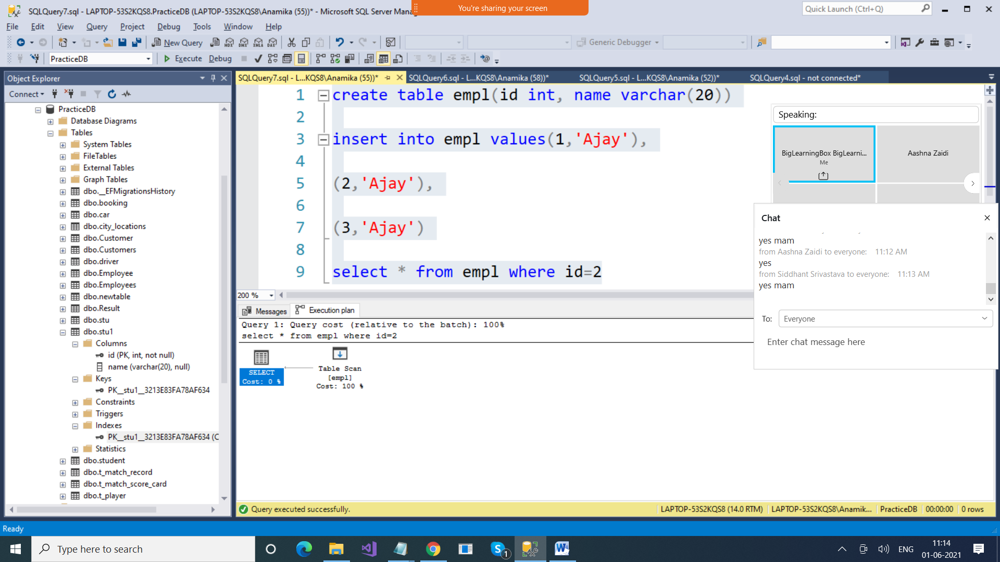 SQLQuery7.sql - LAPTOP-53S2KQS8.PracticeDB (LAPTOP-53S2KQS8\Anamika (55))* - Microsoft SQL Server Mana
You're sharing your screen
Quick Launch (Ctrl+Q)
File Edit View Query Project Debug Tools Window Help
New Query
MDX DMX XMLA DAX
Generic Debugger
PracticeDB
Execute Debug
Object Explorer
Connect
PracticeDB
Database Diagrams
Tables
System Tables
FileTables
External Tables
Graph Tables
dbo.__EFMigrationsHistory
dbo.booking
dbo.car
dbo.city_locations
dbo.Customer
dbo.Customers
dbo.driver
dbo.Employee
dbo.Employees
dbo.newtable
dbo.Result
dbo.stu
dbo.stu1
Columns
id (PK, int, not null)
name (varchar(20), null)
Keys
PK__stu1__3213E83FA78AF634
Constraints
Triggers
Indexes
PK__stu1__3213E83FA78AF634 (C
Statistics
dbo.student
dbo.t_match_record
dbo.t_match_score_card
dbo.t_player
SQLQuery7.sql - L...KQS8\Anamika (55))*
SQLQuery6.sql - L...KQS8\Anamika (58))*
SQLQuery5.sql - L...KQS8\Anamika (52))*
SQLQuery4.sql - not connected*
1 create table empl(id int, name varchar(20))
2
3 insert into empl values(1,'Ajay'),
4
5 (2,'Ajay'),
6
7 (3,'Ajay')
8
9 select * from empl where id=2
200 %
Messages
Execution plan
Query 1: Query cost (relative to the batch): 100%
select * from empl where id=2
SELECT
Cost: 0 %
Table Scan
[empl]
Cost: 100 %
Speaking:
BigLearningBox BigLearni...
Me
Aashna Zaidi
Chat
yes mam
from Aashna Zaidi to everyone: 11:12 AM
yes
from Siddhant Srivastava to everyone: 11:13 AM
yes mam
To: Everyone
Enter chat message here
Query executed successfully.
LAPTOP-53S2KQS8 (14.0 RTM)
LAPTOP-53S2KQS8\Anamik...
PracticeDB
00:00:00
0 rows
Ready
Type here to search
1
ENG
11:14
01-06-2021